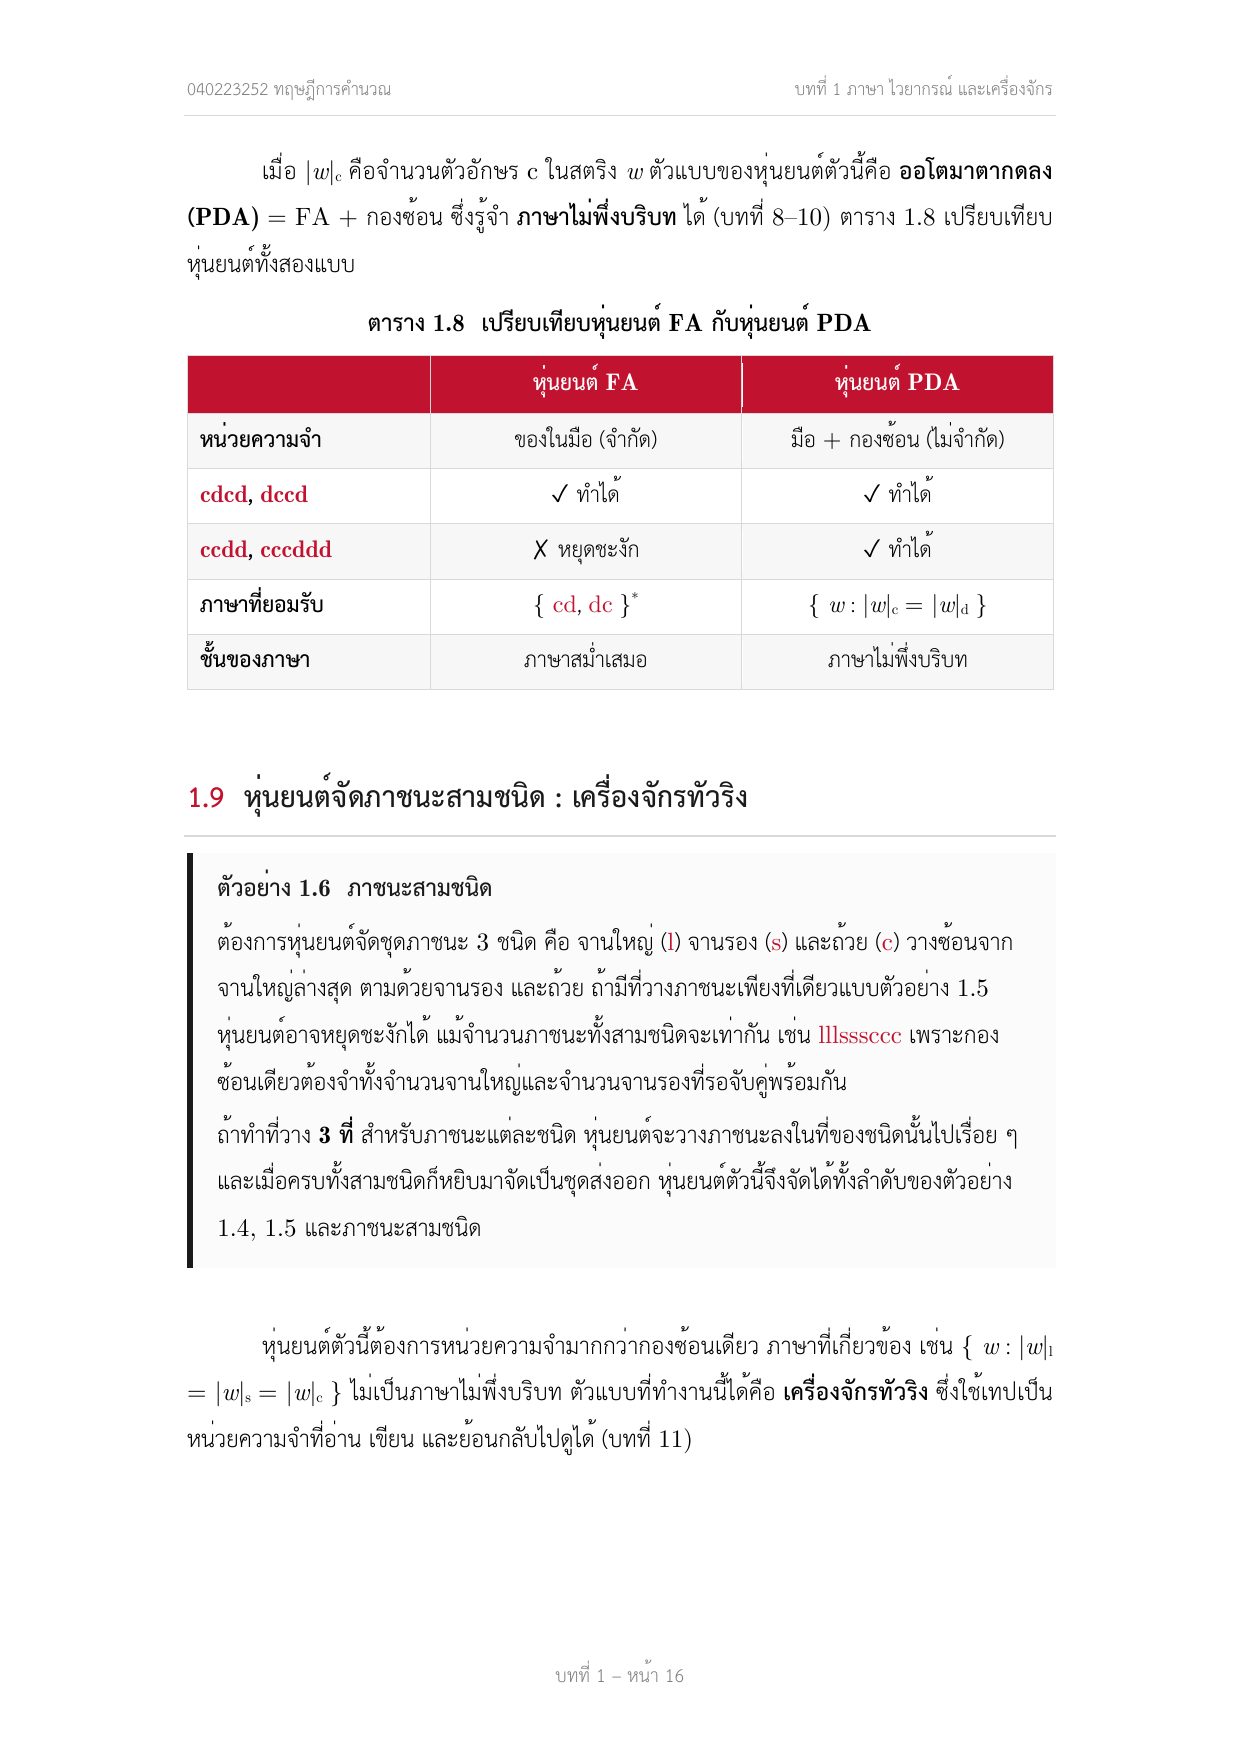 040223252 ทฤษฎีการคำนวณ
บทที่ 1 ภาษา ไวยากรณ์ และเครื่องจักร
เมื่อ |w|c คือจำนวนตัวอักษร c ในสตริง w ตัวแบบของหุ่นยนต์ตัวนี้คือ ออโตมาตากดลง
(PDA) = FA + กองซ้อน ซึ่งรู้จำ ภาษาไม่พึ่งบริบท ได้ (บทที่ 8–10) ตาราง 1.8 เปรียบเทียบ
หุ่นยนต์ทั้งสองแบบ
ตาราง 1.8 เปรียบเทียบหุ่นยนต์ FA กับหุ่นยนต์ PDA
หุ่นยนต์ FA หุ่นยนต์ PDA
หน่วยความจำ ของในมือ (จำกัด) มือ + กองซ้อน (ไม่จำกัด)
cdcd, dccd ✓ ทำได้ ✓ ทำได้
ccdd, cccddd ✗ หยุดชะงัก ✓ ทำได้
ภาษาที่ยอมรับ { cd, dc }* { w : |w|c = |w|d }
ชั้นของภาษา ภาษาสม่ำเสมอ ภาษาไม่พึ่งบริบท
1.9 หุ่นยนต์จัดภาชนะสามชนิด : เครื่องจักรทัวริง
ตัวอย่าง 1.6 ภาชนะสามชนิด
ต้องการหุ่นยนต์จัดชุดภาชนะ 3 ชนิด คือ จานใหญ่ (l) จานรอง (s) และถ้วย (c) วางซ้อนจาก
จานใหญ่ล่างสุด ตามด้วยจานรอง และถ้วย ถ้ามีที่วางภาชนะเพียงที่เดียวแบบตัวอย่าง 1.5
หุ่นยนต์อาจหยุดชะงักได้ แม้จำนวนภาชนะทั้งสามชนิดจะเท่ากัน เช่น lllsssccc เพราะกอง
ซ้อนเดียวต้องจำทั้งจำนวนจานใหญ่และจำนวนจานรองที่รอจับคู่พร้อมกัน
ถ้าทำที่วาง 3 ที่ สำหรับภาชนะแต่ละชนิด หุ่นยนต์จะวางภาชนะลงในที่ของชนิดนั้นไปเรื่อย ๆ
และเมื่อครบทั้งสามชนิดก็หยิบมาจัดเป็นชุดส่งออก หุ่นยนต์ตัวนี้จึงจัดได้ทั้งลำดับของตัวอย่าง
1.4, 1.5 และภาชนะสามชนิด
หุ่นยนต์ตัวนี้ต้องการหน่วยความจำมากกว่ากองซ้อนเดียว ภาษาที่เกี่ยวข้อง เช่น { w : |w|l
= |w|s = |w|c } ไม่เป็นภาษาไม่พึ่งบริบท ตัวแบบที่ทำงานนี้ได้คือ เครื่องจักรทัวริง ซึ่งใช้เทปเป็น
หน่วยความจำที่อ่าน เขียน และย้อนกลับไปดูได้ (บทที่ 11)
บทที่ 1 – หน้า 16